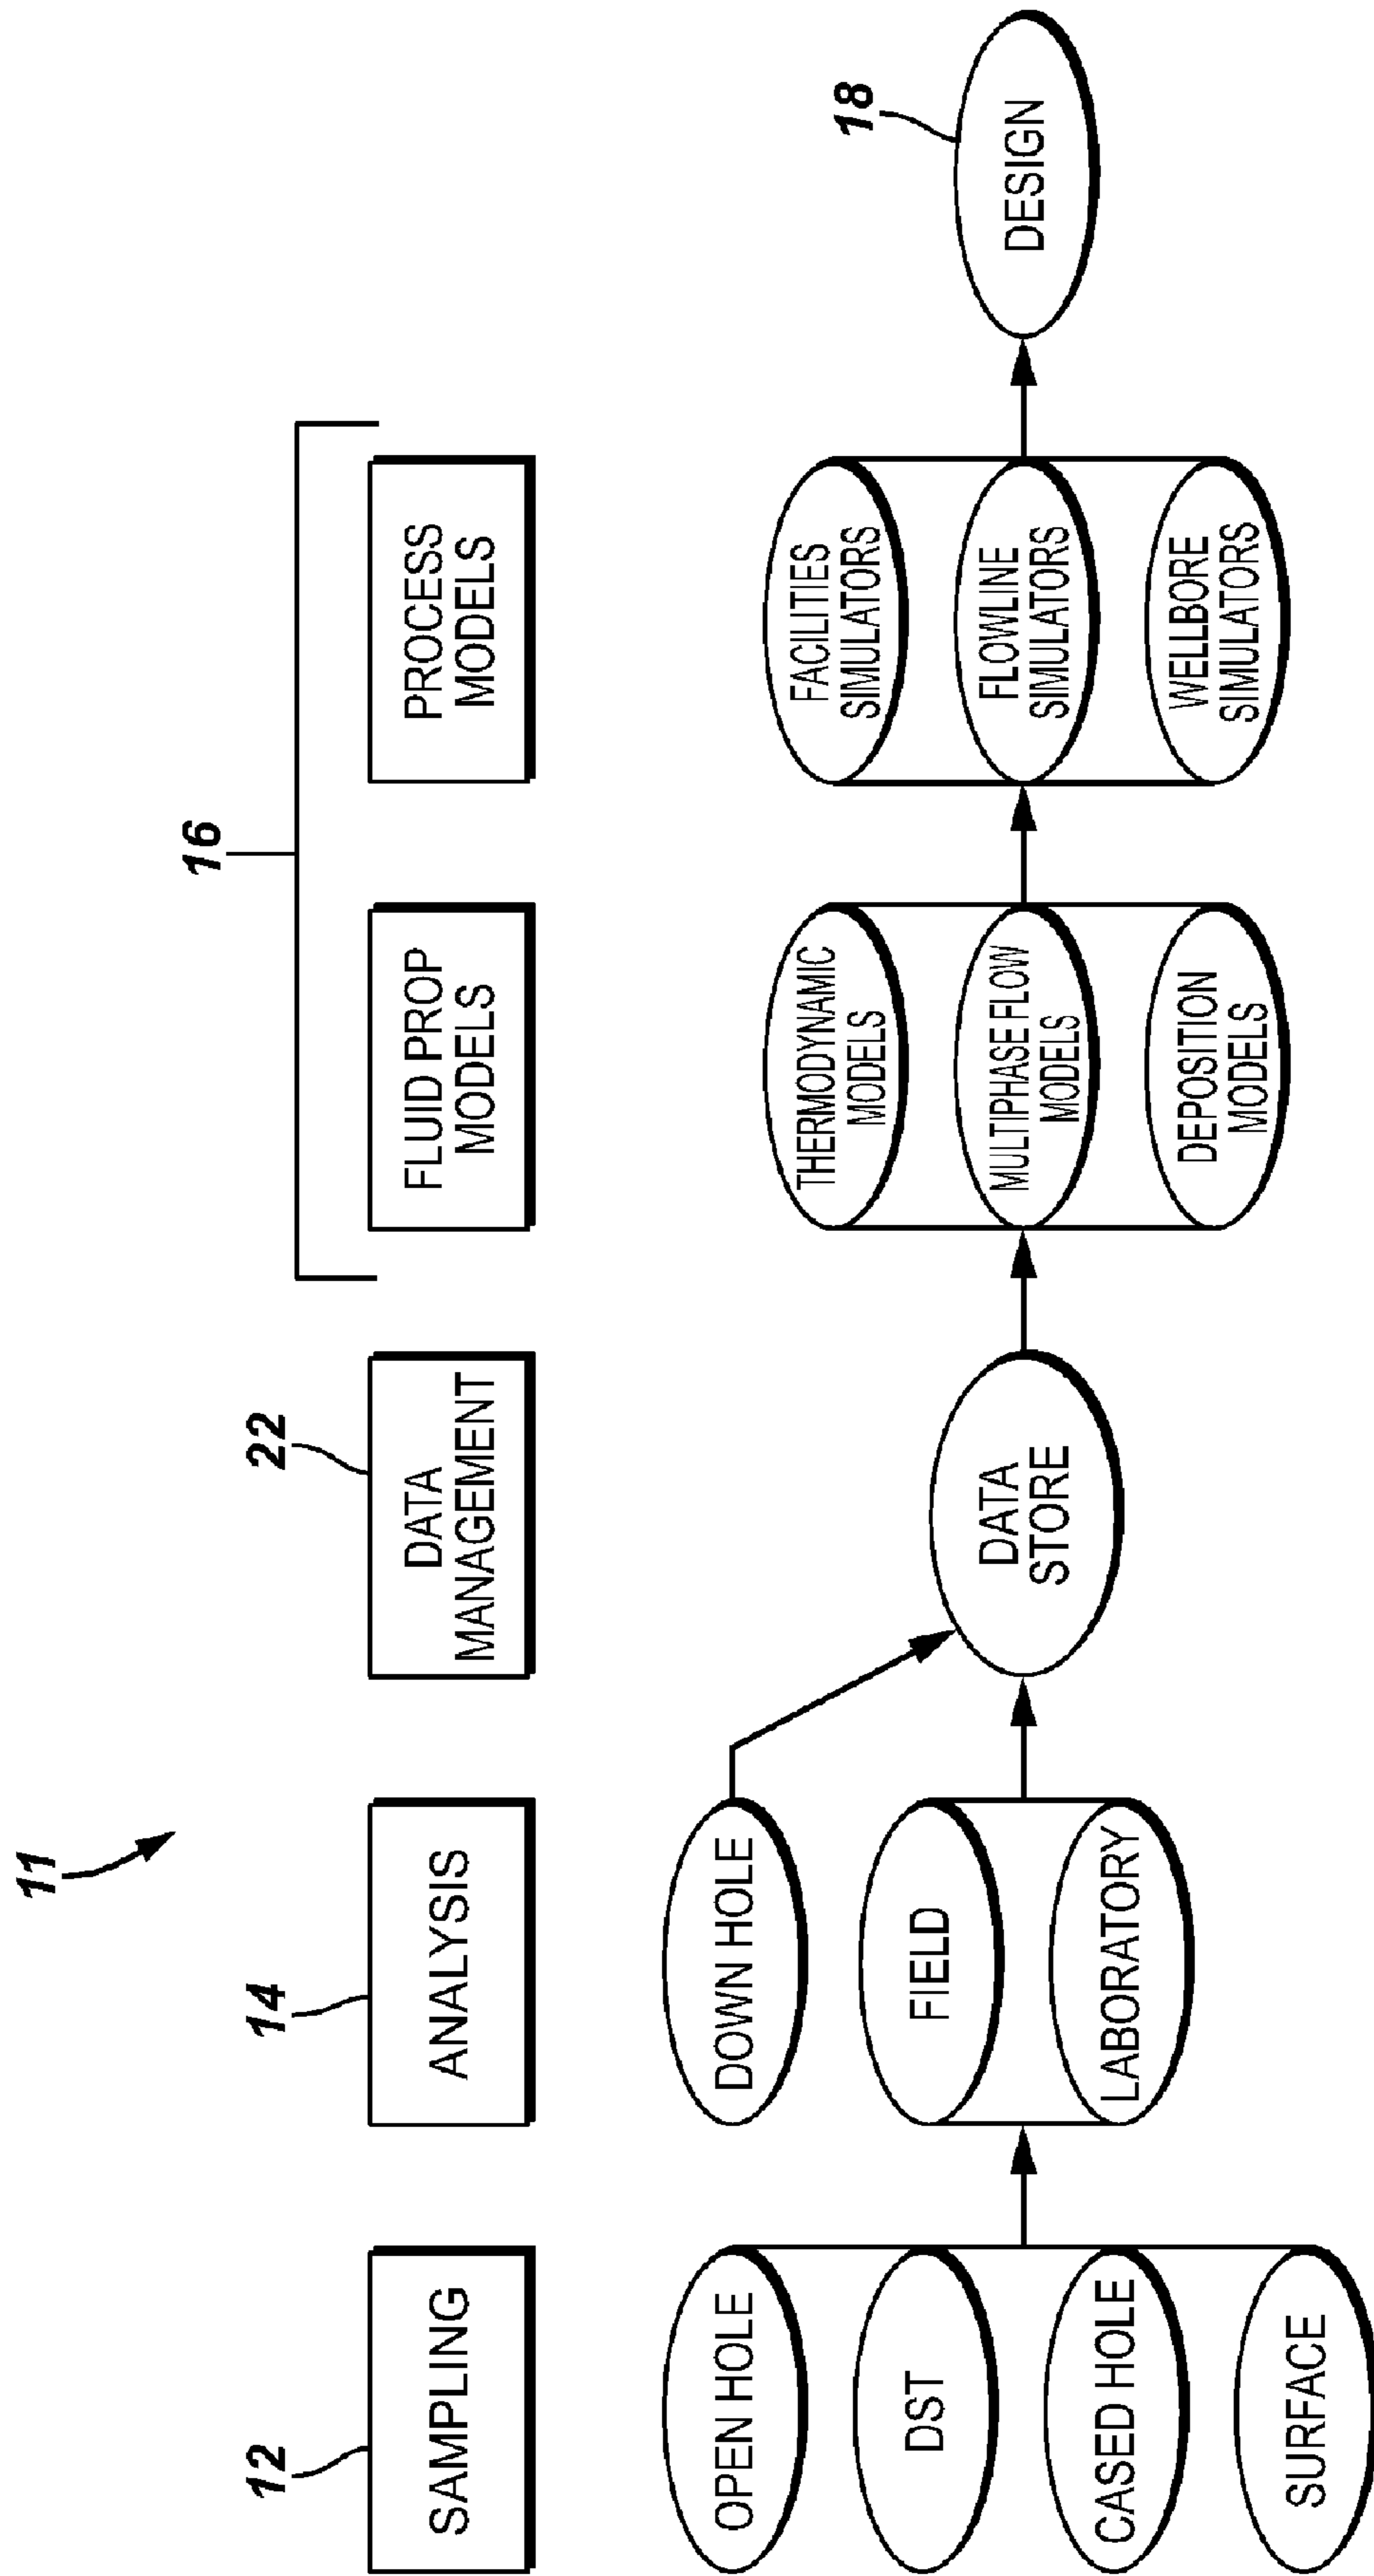 11
16
12
14
22
SAMPLING
ANALYSIS
DATA
MANAGEMENT
FLUID PROP
MODELS
PROCESS
MODELS
OPEN HOLE
DST
CASED HOLE
SURFACE
DOWN HOLE
FIELD
LABORATORY
DATA
STORE
THERMODYNAMIC
MODELS
MULTIPHASE FLOW
MODELS
DEPOSITION
MODELS
FACILITIES
SIMULATORS
FLOWLINE
SIMULATORS
WELLBORE
SIMULATORS
18
DESIGN